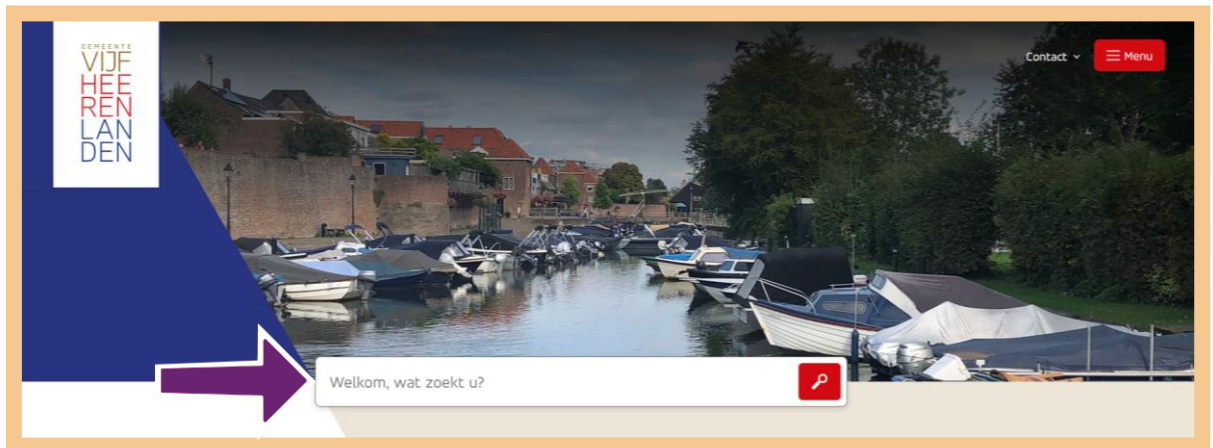 GEMEENTE
VIJF
HEE
REN
LAN
DEN
Contact
Menu
Welkom, wat zoekt u?